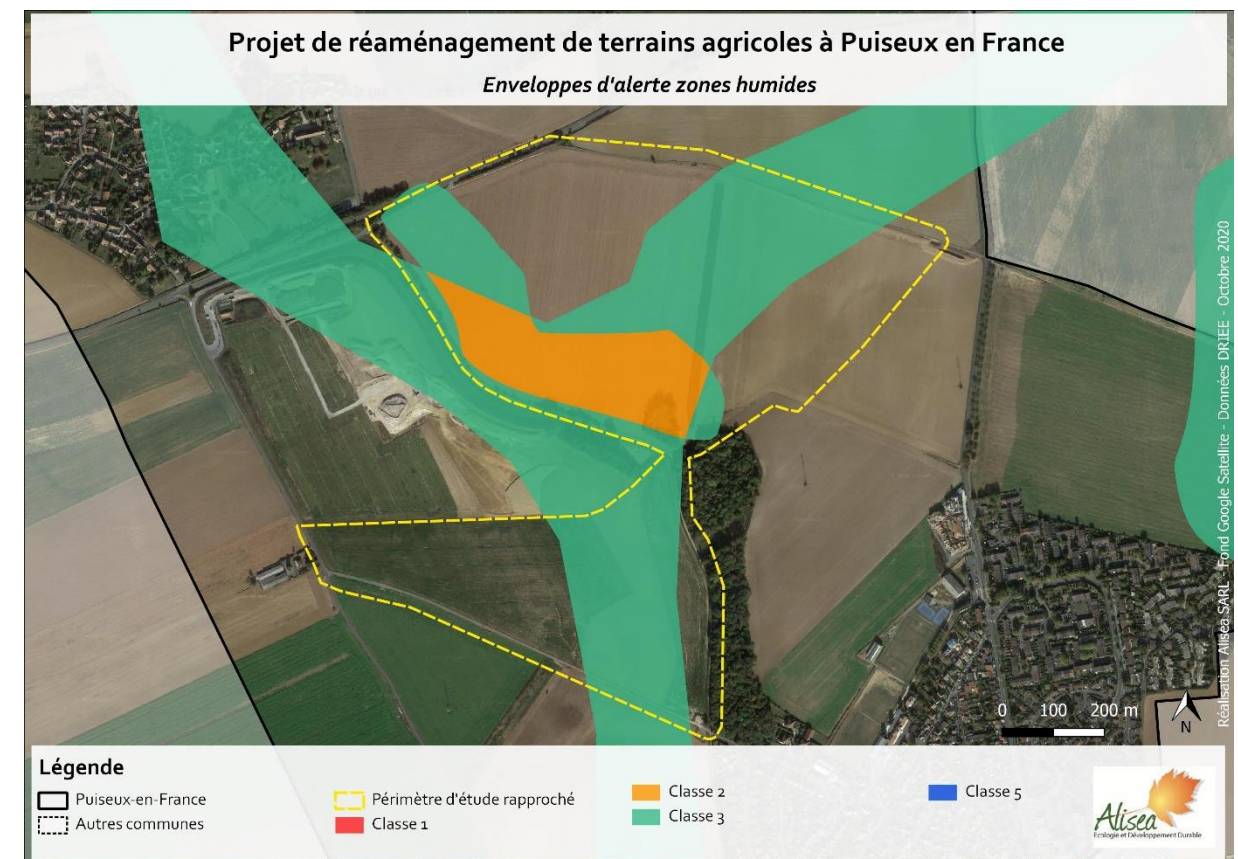 Projet de réaménagement de terrains agricoles à Puiseux en France
Enveloppes d'alerte zones humides
Réalisation Alisea SARL - Fond Google Satellite - Données DRIEE - Octobre 2020
0 100 200 m
N
Légende
Puiseux-en-France
Autres communes
Périmètre d'étude rapproché
Classe 1
Classe 2
Classe 3
Classe 5
Alisea
Ecologie et Développement Durable